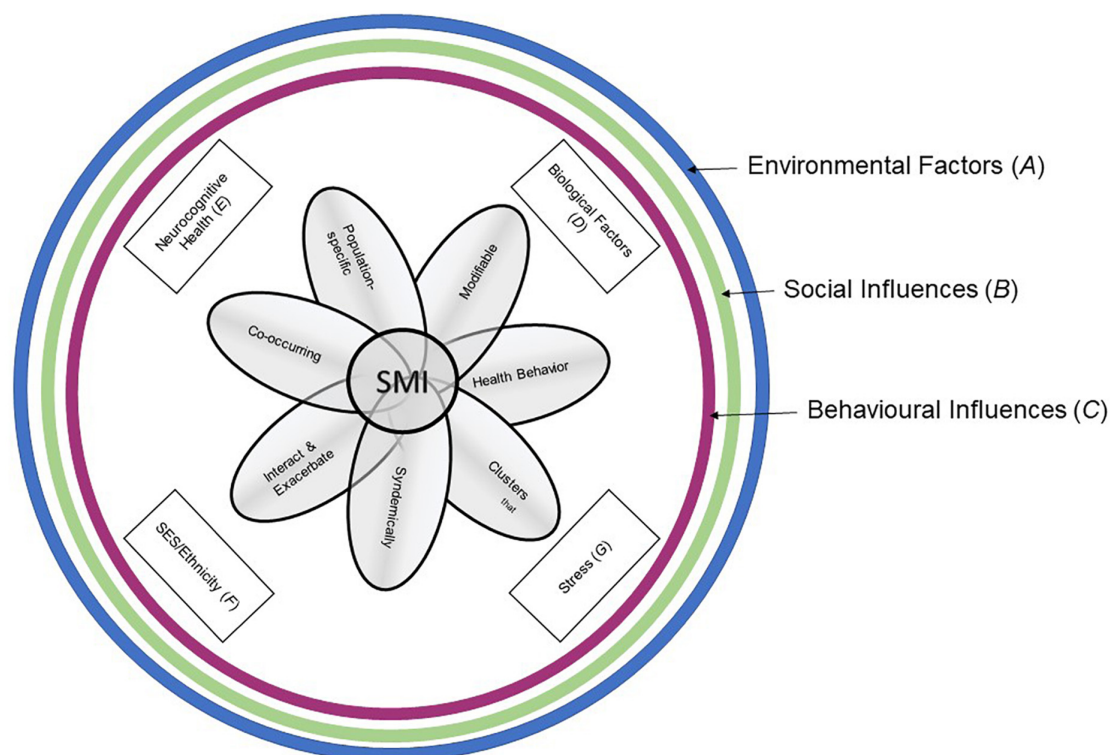 Environmental Factors (A)
Social Influences (B)
Behavioural Influences (C)
Neurocognitive
Health (E)
Biological Factors
(D)
Population-
specific
Modifiable
Co-occurring
SMI
Health Behavior
Interact &
Exacerbate
Syndemically
Clusters
that
SES/Ethnicity (F)
Stress (G)